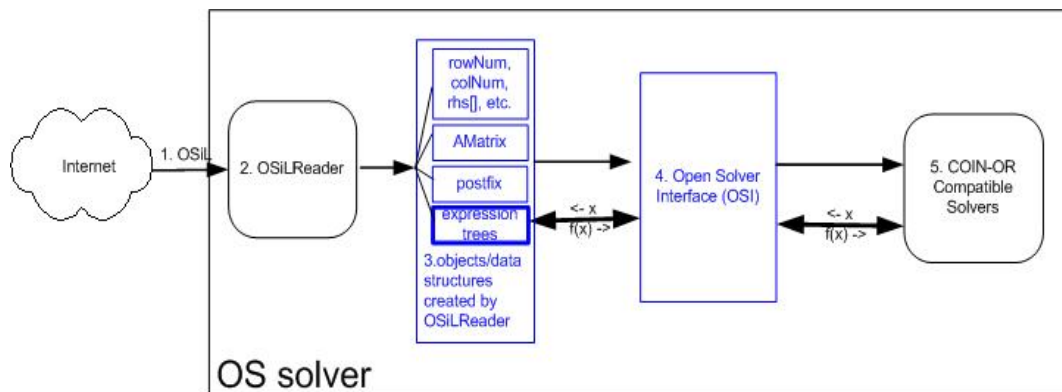 Internet
1. OSiL
2. OSiLReader
rowNum,
colNum,
rhs[], etc.
AMatrix
postfix
expression
trees
3.objects/data
structures
created by
OSiLReader
<- x
f(x) ->
4. Open Solver
Interface (OSI)
<- x
f(x) ->
5. COIN-OR
Compatible
Solvers
OS solver